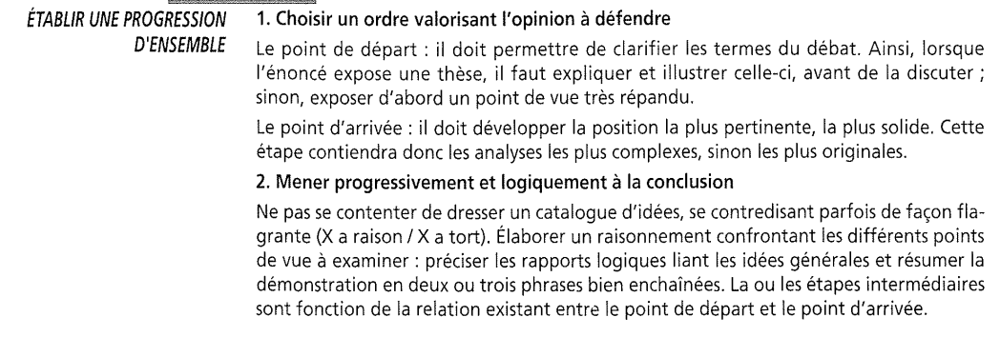 ÉTABLIR UNE PROGRESSION
D'ENSEMBLE
1. Choisir un ordre valorisant l'opinion à défendre
Le point de départ : il doit permettre de clarifier les termes du débat. Ainsi, lorsque
l'énoncé expose une thèse, il faut expliquer et illustrer celle-ci, avant de la discuter ;
sinon, exposer d'abord un point de vue très répandu.
Le point d'arrivée : il doit développer la position la plus pertinente, la plus solide. Cette
étape contiendra donc les analyses les plus complexes, sinon les plus originales.
2. Mener progressivement et logiquement à la conclusion
Ne pas se contenter de dresser un catalogue d'idées, se contredisant parfois de façon fla-
grante (X a raison / X a tort). Élaborer un raisonnement confrontant les différents points
de vue à examiner : préciser les rapports logiques liant les idées générales et résumer la
démonstration en deux ou trois phrases bien enchaînées. La ou les étapes intermédiaires
sont fonction de la relation existant entre le point de départ et le point d'arrivée.